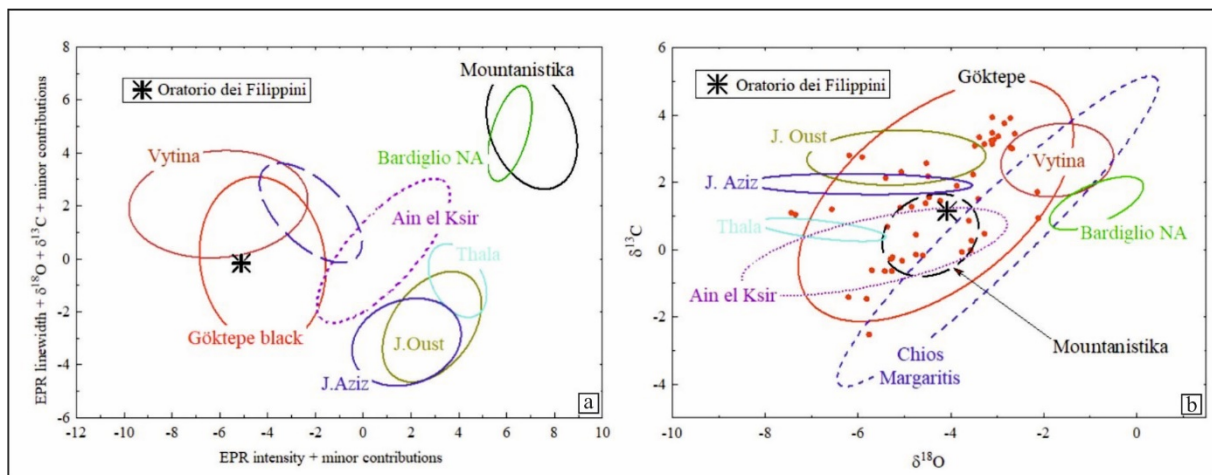 8
6
4
2
0
-2
-4
-6
-12
-10
-8
-6
-4
-2
0
2
4
6
8
10
EPR linewidth + δ18O + δ13C + minor contributions
EPR intensity + minor contributions
Oratorio dei Filippini
Mountanistika
Vytina
Bardiglio NA
Ain el Ksir
Thala
Göktepe black
J.Oust
J.Aziz
a
6
4
2
0
-2
-4
-10
-8
-6
-4
-2
0
δ13C
δ18O
Oratorio dei Filippini
Göktepe
J. Oust
Vytina
J. Aziz
Thala
Bardiglio NA
Ain el Ksir
Mountanistika
Chios
Margaritis
b